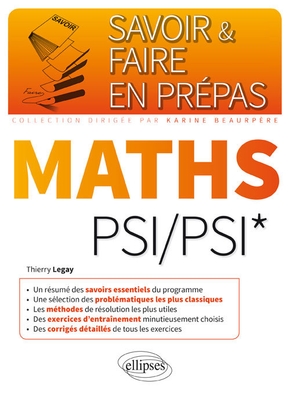 SAVOIR
Faire
SAVOIR &
FAIRE
EN PRÉPAS
COLLECTION DIRIGÉE PAR KARINE BEAURPÈRE
MATHS
PSI/PSI*
Thierry Legay
• Un résumé des savoirs essentiels du programme
• Une sélection des problématiques les plus classiques
• Les méthodes de résolution les plus utiles
• Des exercices d'entraînement minutieusement choisis
• Des corrigés détaillés de tous les exercices
ellipses